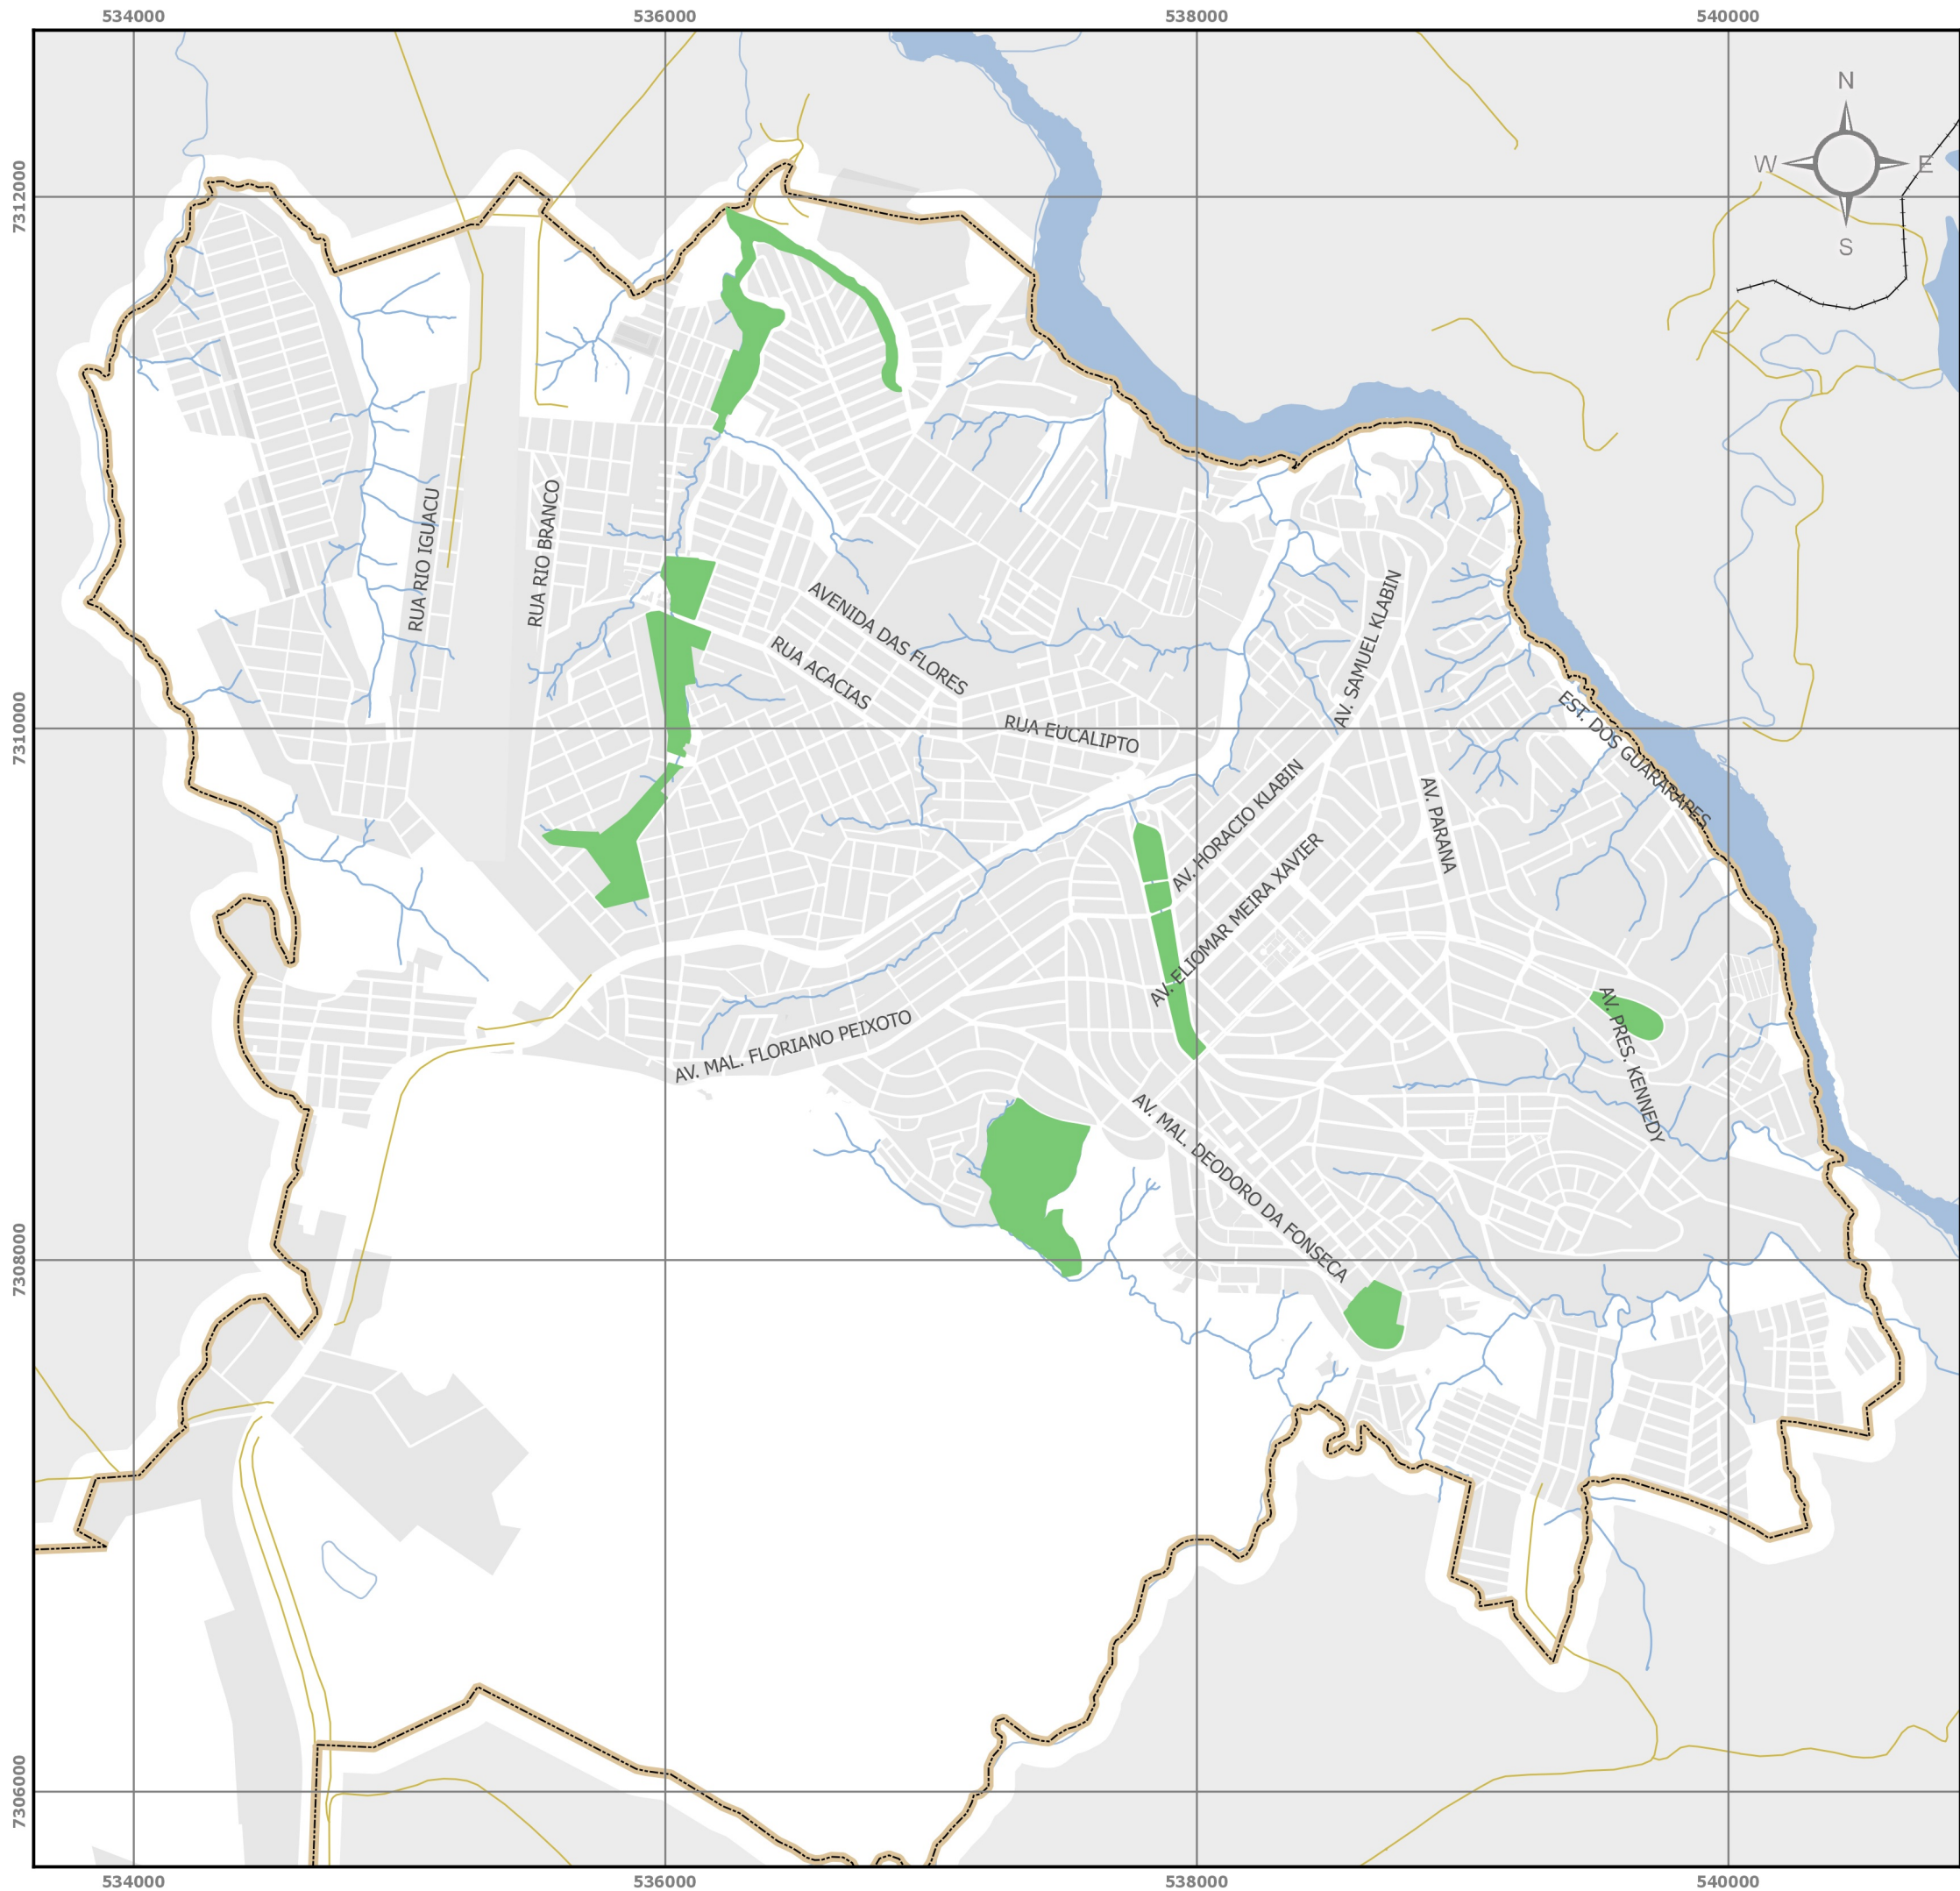 534000
536000
538000
540000
N
W
E
S
7312000
7312000
RUA RIO IGUACU
RUA RIO BRANCO
AVENIDA DAS FLORES
RUA ACACIAS
RUA EUCALIPTO
AV. SAMUEL KLABIN
EST. DOS GUARARAPES
7310000
7310000
AV. HORACIO KLABIN
AV. PARANA
AV. ELIOMAR MEIRA XAVIER
AV. MAL. FLORIANO PEIXOTO
AV. PRES. KENNEDY
AV. MAL. DEODORO DA FONSECA
7308000
7306000
534000
536000
538000
540000